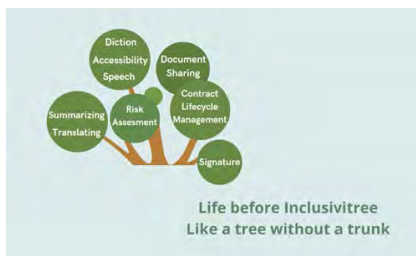 Diction
Accessibility
Speech
Document
Sharing
Contract
Lifecycle
Management
Summarizing
Translating
Risk
Assesment
Signature
Life before Inclusivitree
Like a tree without a trunk